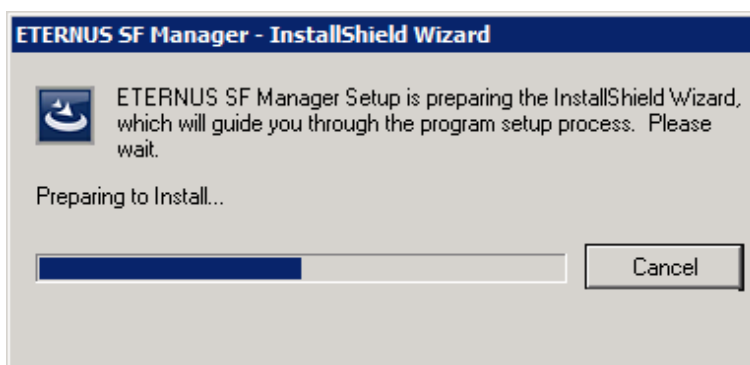 ETERNUS SF Manager - InstallShield Wizard
ETERNUS SF Manager Setup is preparing the InstallShield Wizard,
which will guide you through the program setup process.  Please
wait.
Preparing to Install...
Cancel